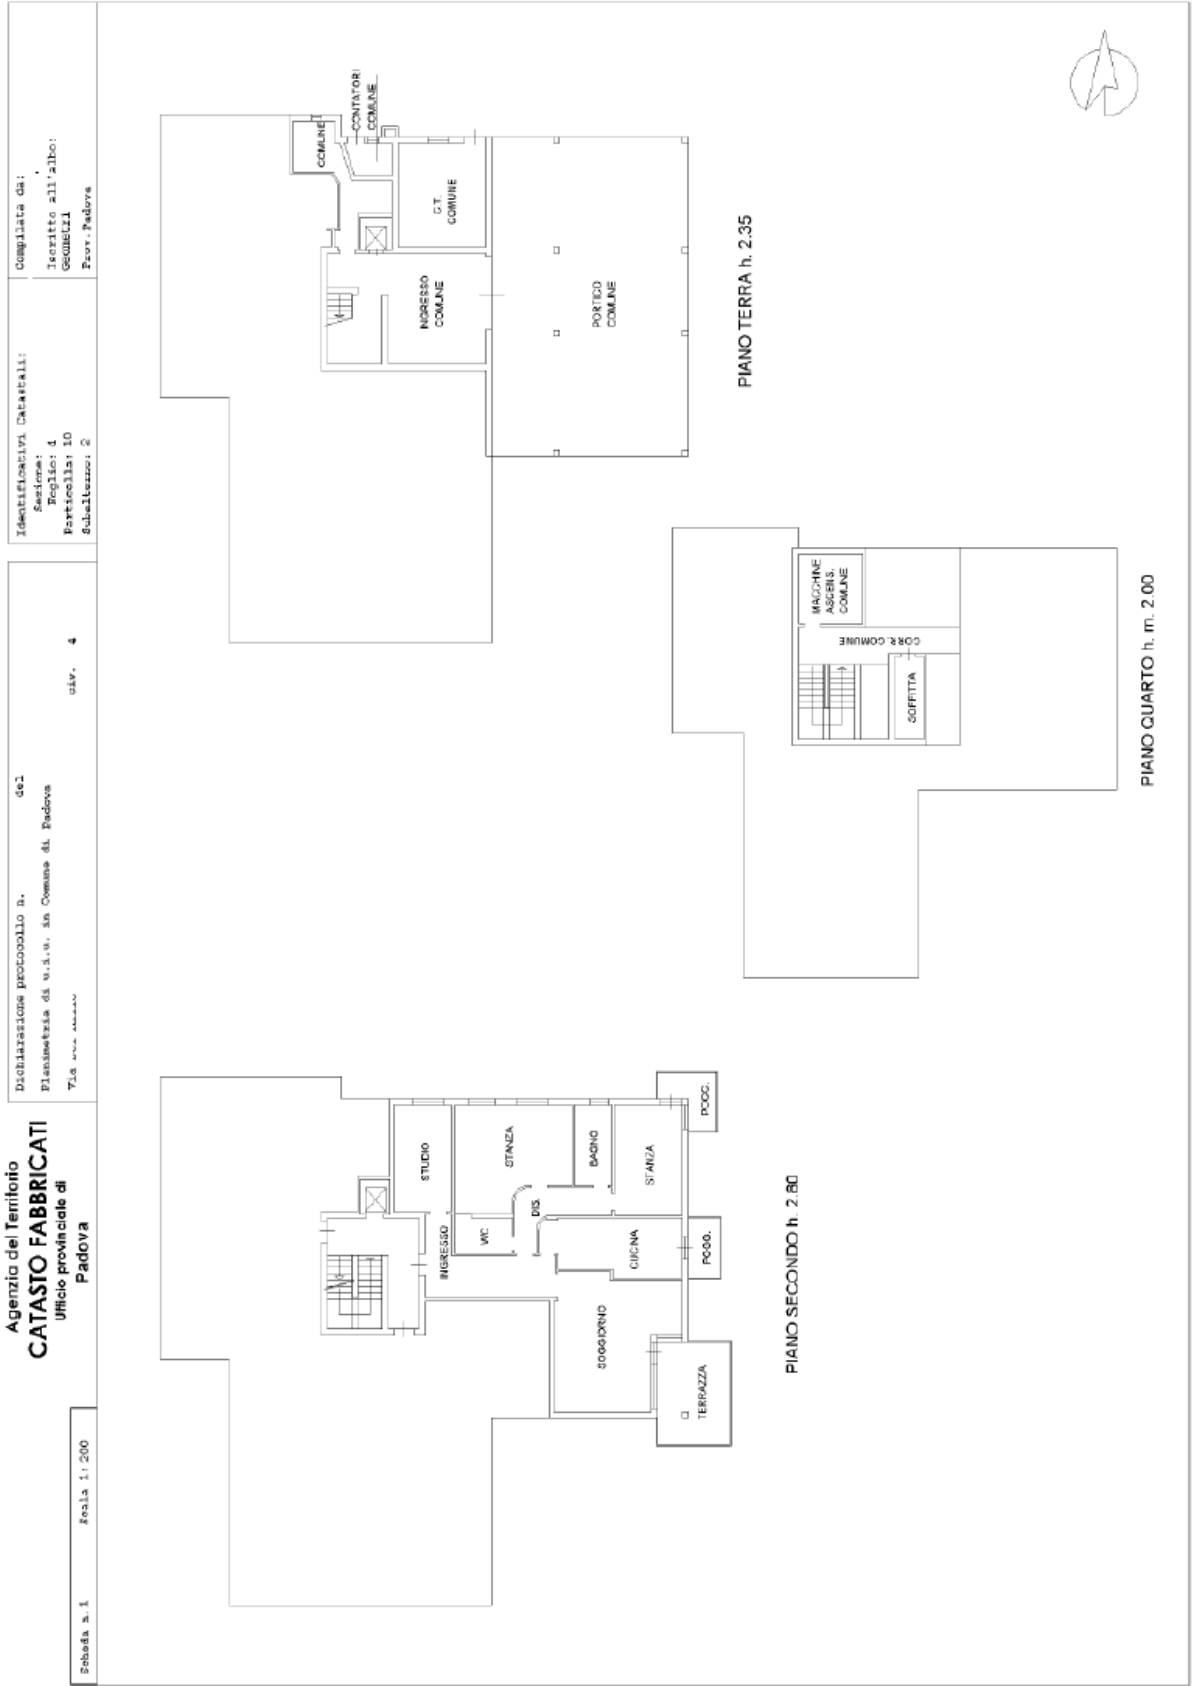 Agenzia del Territorio
CATASTO FABBRICATI
Ufficio provinciale di
Padova
Dichiarazione protocollo n. del
Planimetria di u.i.u. in Comune di Padova
Via civ. 4
Identificativi Catastali:
Sezione:
Foglio: 4
Particella: 10
Subalterno: 2
Compilata da:
Iscritto all'albo:
Geometri
Prov. Padova
Scheda n. 1 Scala 1: 200
STUDIO
STANZA
BAGNO
STANZA
POGG.
INGRESSO
WC
DIS.
CUCINA
POGG.
SOGGIORNO
TERRAZZA
PIANO SECONDO h. 2.80
COMUNE
CONTATORI
COMUNE
C.T.
COMUNE
INGRESSO
COMUNE
PORTICO
COMUNE
PIANO TERRA h. 2.35
MACCHINE
ASCENS.
COMUNE
CORR. COMUNE
SOFFITTA
PIANO QUARTO h. m. 2.00